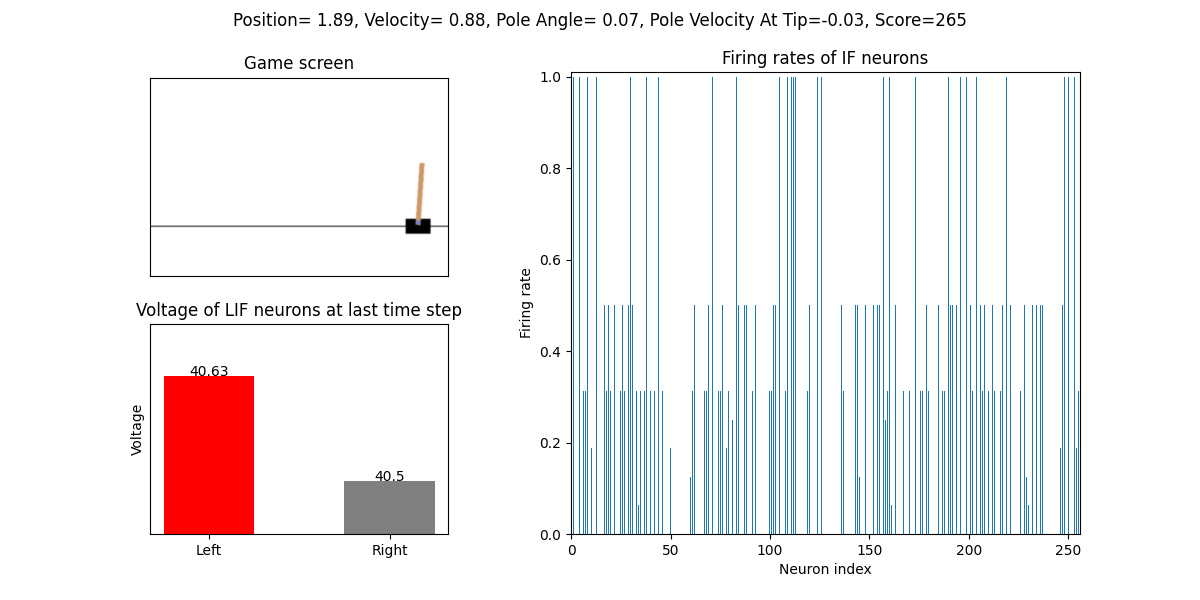 Position= 1.89, Velocity= 0.88, Pole Angle= 0.07, Pole Velocity At Tip=-0.03, Score=265
Game screen
Voltage of LIF neurons at last time step
Voltage
40.63
40.5
Left
Right
Firing rates of IF neurons
Firing rate
1.0
0.8
0.6
0.4
0.2
0.0
0
50
100
150
200
250
Neuron index